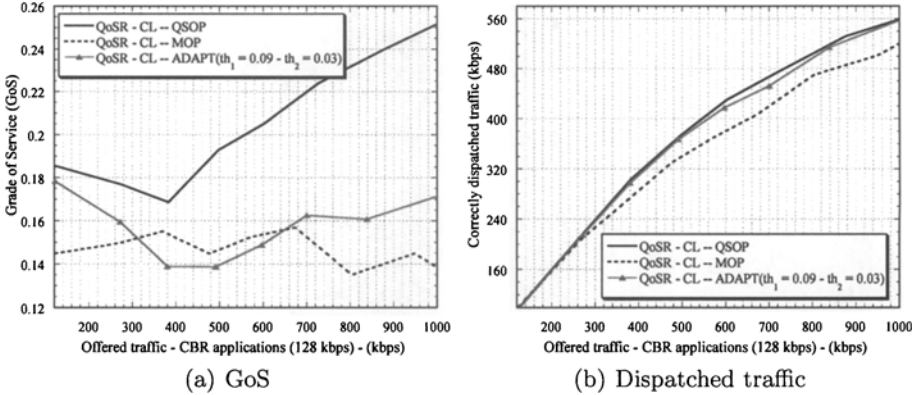 0.26
0.24
0.22
0.2
0.18
0.16
0.14
0.12
Grade of Service (GoS)
QoSR - CL -- QSOP
QoSR - CL -- MOP
QoSR - CL -- ADAPT(th1 = 0.09 - th2 = 0.03)
200 300 400 500 600 700 800 900 1000
Offered traffic - CBR applications (128 kbps) - (kbps)
(a) GoS
560
480
400
320
240
160
Correctly dispatched traffic (kbps)
QoSR - CL -- QSOP
QoSR - CL -- MOP
QoSR - CL -- ADAPT(th1 = 0.09 - th2 = 0.03)
200 300 400 500 600 700 800 900 1000
Offered traffic - CBR applications (128 kbps) - (kbps)
(b) Dispatched traffic